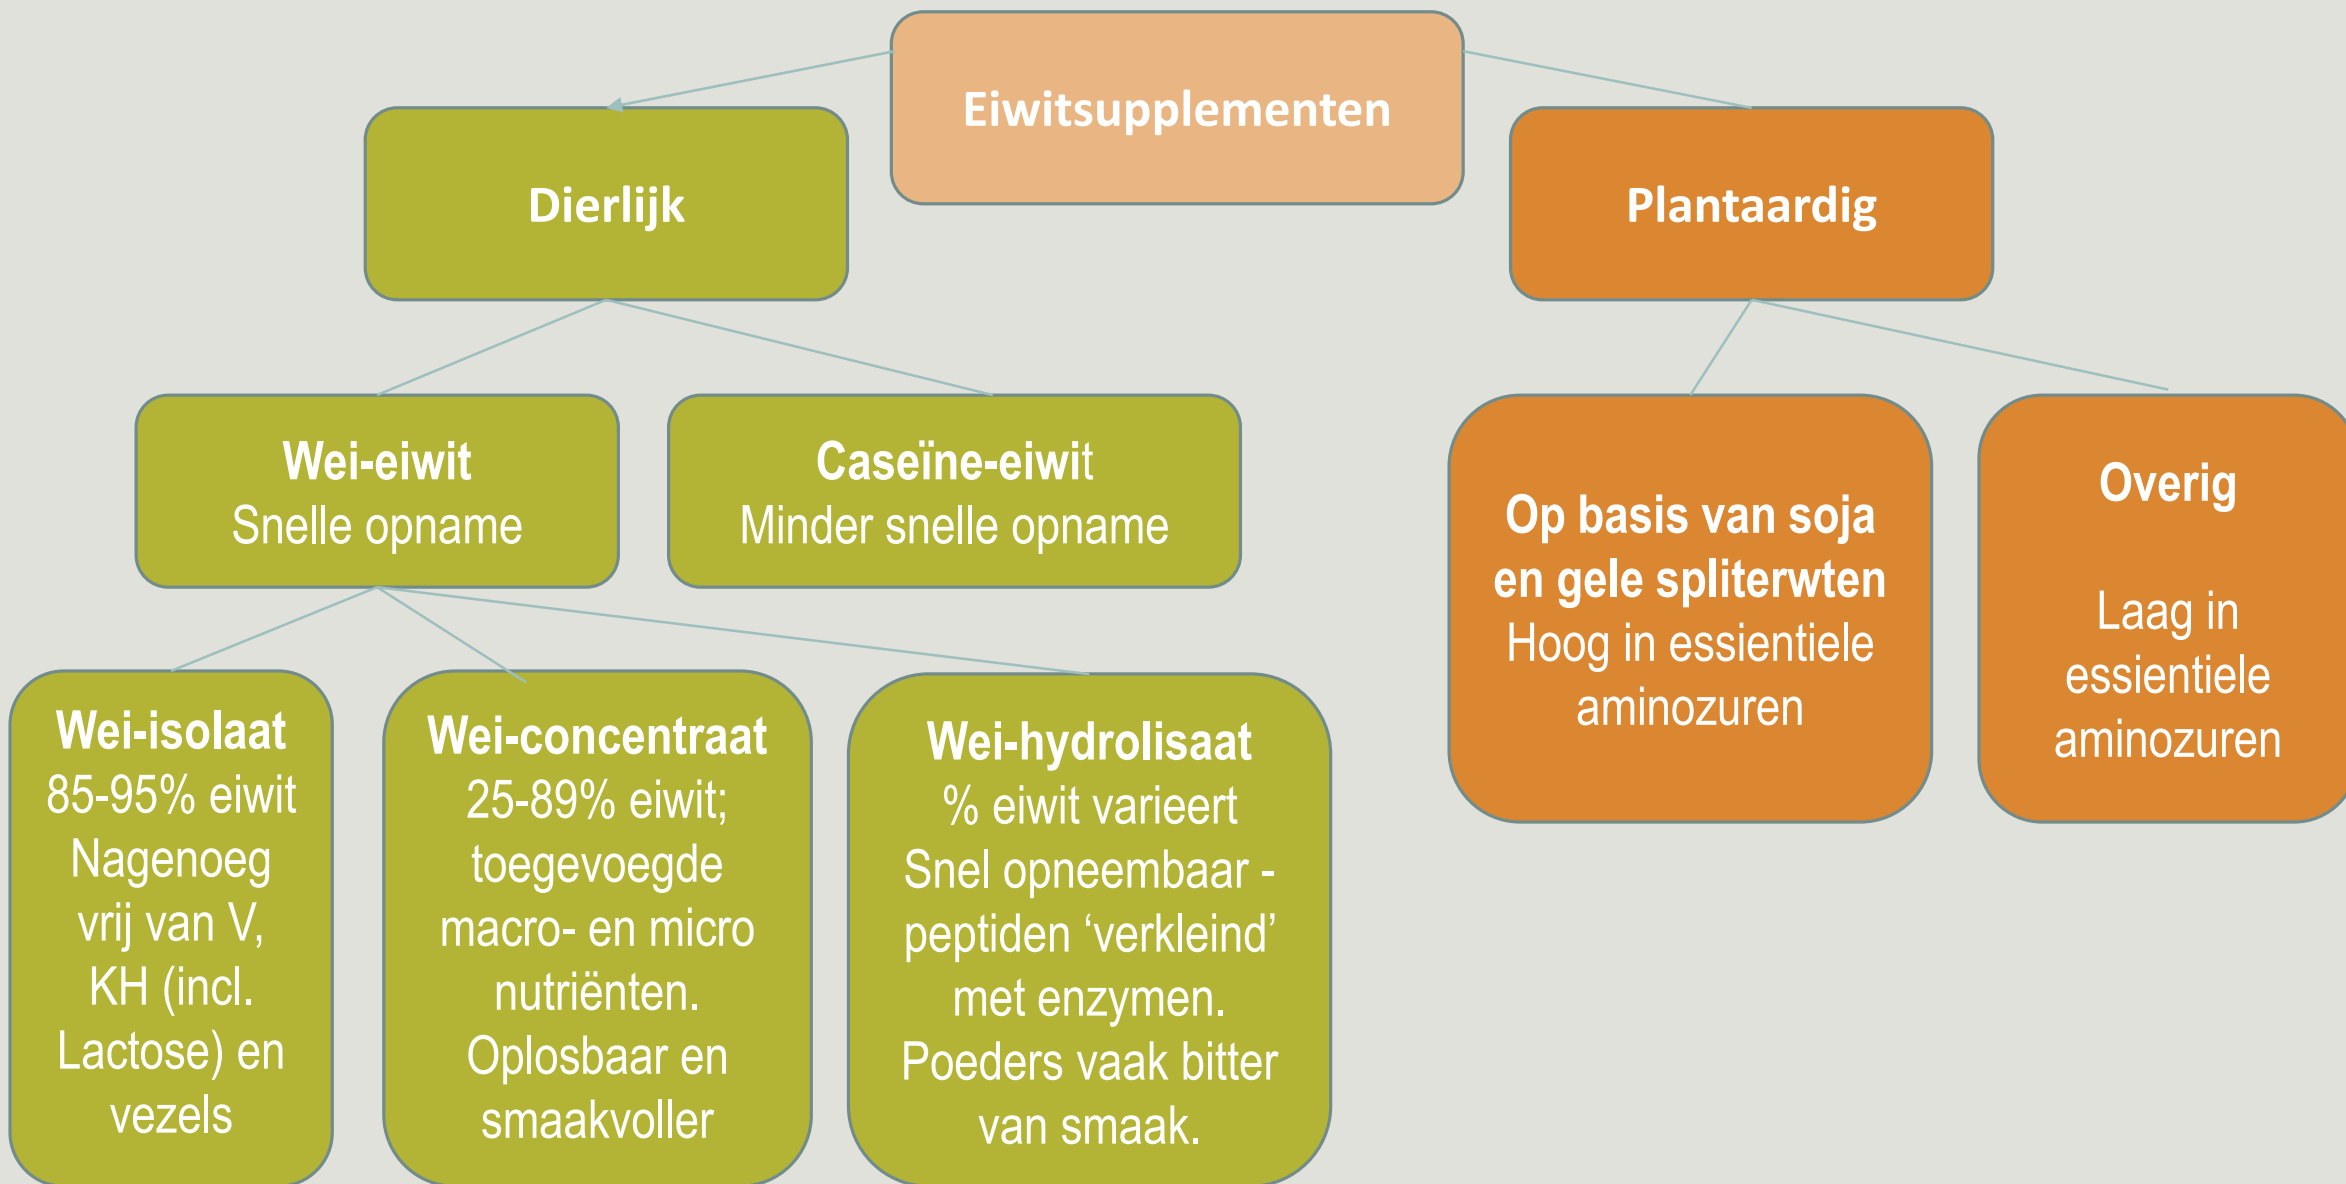 Eiwitsupplementen
Dierlijk
Plantaardig
Wei-eiwit
Snelle opname
Caseïne-eiwit
Minder snelle opname
Op basis van soja
en gele spliterwten
Hoog in essientiele
aminozuren
Overig
Laag in
essientiele
aminozuren
Wei-isolaat
85-95% eiwit
Nagenoeg
vrij van V,
KH (incl.
Lactose) en
vezels
Wei-concentraat
25-89% eiwit;
toegevoegde
macro- en micro
nutriënten.
Oplosbaar en
smaakvoller
Wei-hydrolisaat
% eiwit varieert
Snel opneembaar -
peptiden ‘verkleind’
met enzymen.
Poeders vaak bitter
van smaak.